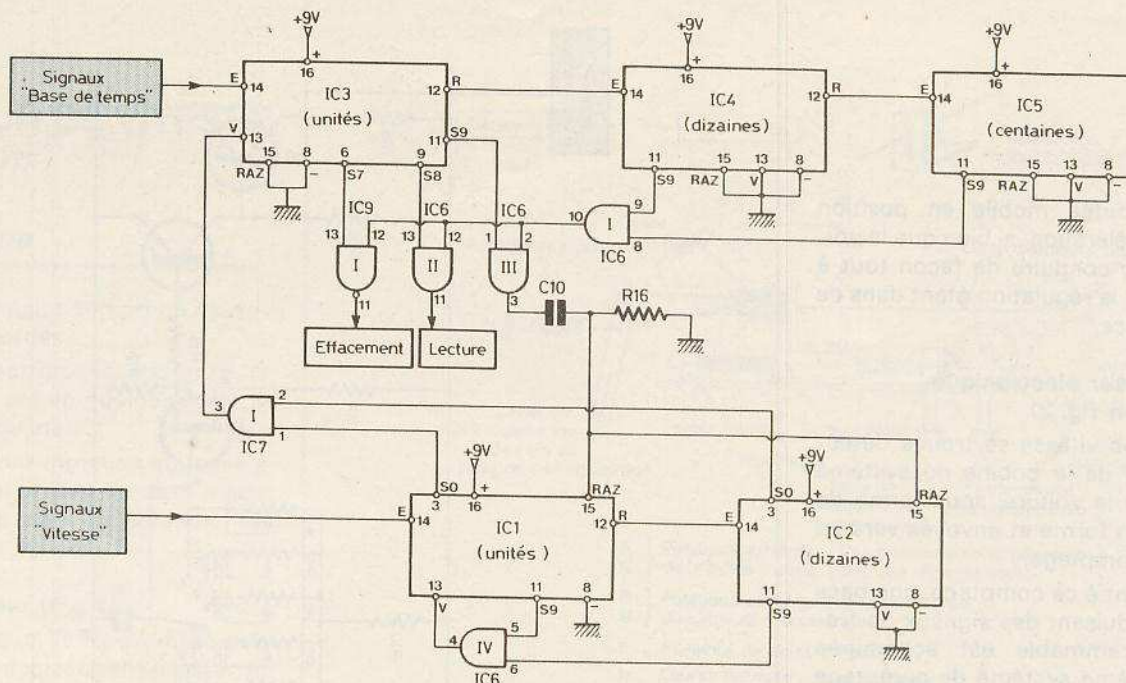 +9V
+9V
+9V
Signaux
"Base de temps"
E
14
16
+
IC3
(unités)
R
12
V
13
S9
11
15
RAZ
8
–
6
S7
9
S8
E
14
16
+
IC4
(dizaines)
R
12
11
S9
15
RAZ
13
V
8
–
E
14
16
+
IC5
(centaines)
11
S9
15
RAZ
13
V
8
–
IC9
IC6
IC6
13
12
13
12
1
2
I
II
III
11
11
3
10
I
9
8
IC6
C10
R16
Effacement
Lecture
3
I
2
1
IC7
Signaux
"Vitesse"
+9V
S0
3
16
+
RAZ
15
E
14
IC1
(unités)
R
12
13
V
11
S9
8
–
4
IV
5
6
IC6
+9V
S0
3
16
+
RAZ
15
E
14
IC2
(dizaines)
11
S9
13
V
8
–
mobile en position